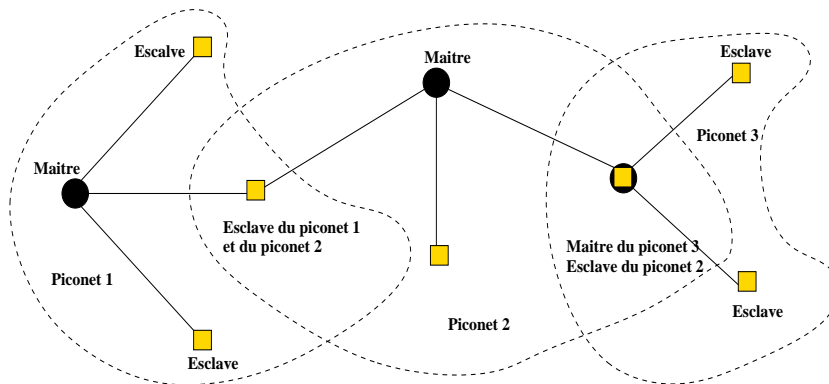 Escalve
Maitre
Esclave
Piconet 3
Maitre
Esclave du piconet 1
et du piconet 2
Maitre du piconet 3
Esclave du piconet 2
Piconet 1
Piconet 2
Esclave
Esclave